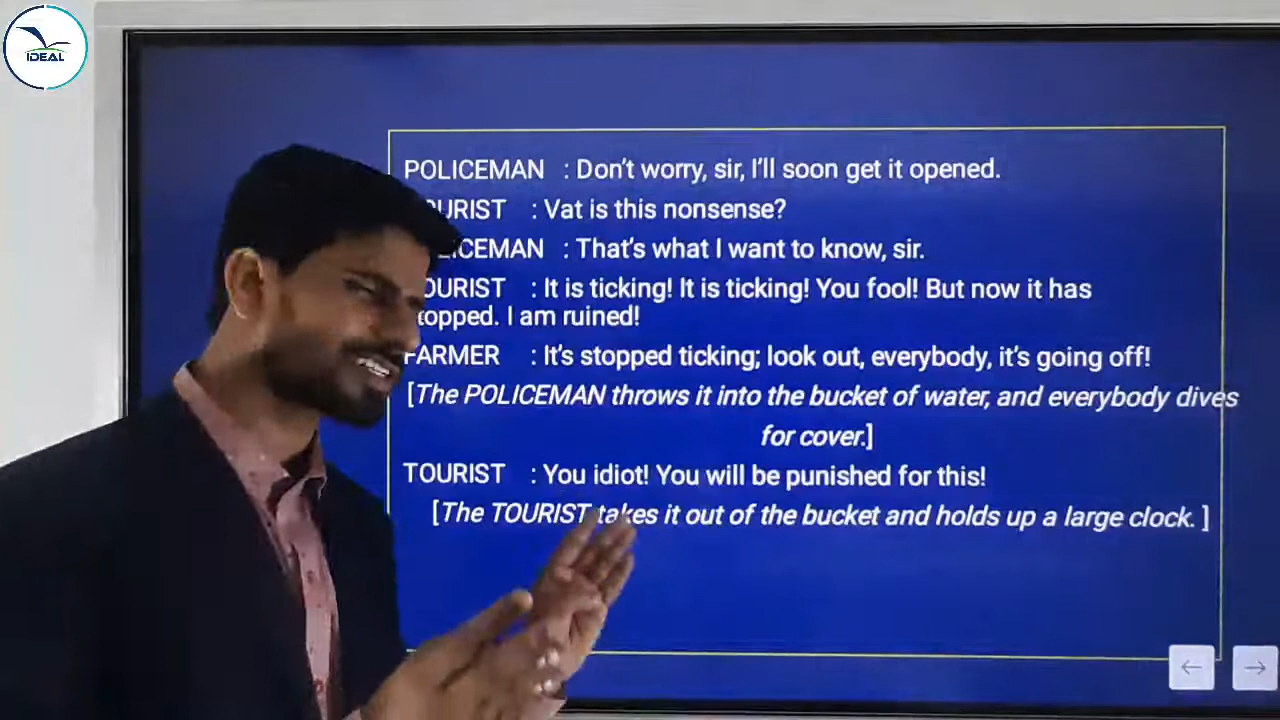 IDEAL
POLICEMAN : Don't worry, sir, I'll soon get it opened.
URIST : Vat is this nonsense?
ICEMAN : That's what I want to know, sir.
OURIST : It is ticking! It is ticking! You fool! But now it has
topped. I am ruined!
FARMER : It's stopped ticking; look out, everybody, it's going off!
[The POLICEMAN throws it into the bucket of water, and everybody dives
for cover.]
TOURIST : You idiot! You will be punished for this!
[The TOURIST takes it out of the bucket and holds up a large clock. ]